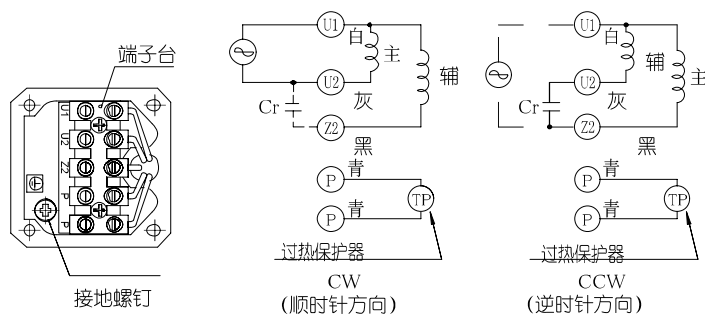 端子台
U1
U2
Z2
P
P
接地螺钉
U1
白
主
辅
U2
灰
Cr
Z2
黑
P
青
TP
P
青
过热保护器
CW
(顺时针方向)
U1
白
辅
主
U2
灰
Cr
Z2
黑
P
青
TP
P
青
过热保护器
CCW
(逆时针方向)